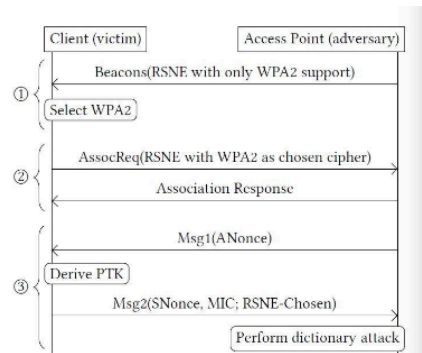 Client (victim) Access Point (adversary)
Beacons(RSNE with only WPA2 support)
①
Select WPA2
AssocReq(RSNE with WPA2 as chosen cipher)
②
Association Response
Msg1(ANonce)
Derive PTK
③
Msg2(SNonce, MIC; RSNE-Chosen)
Perform dictionary attack